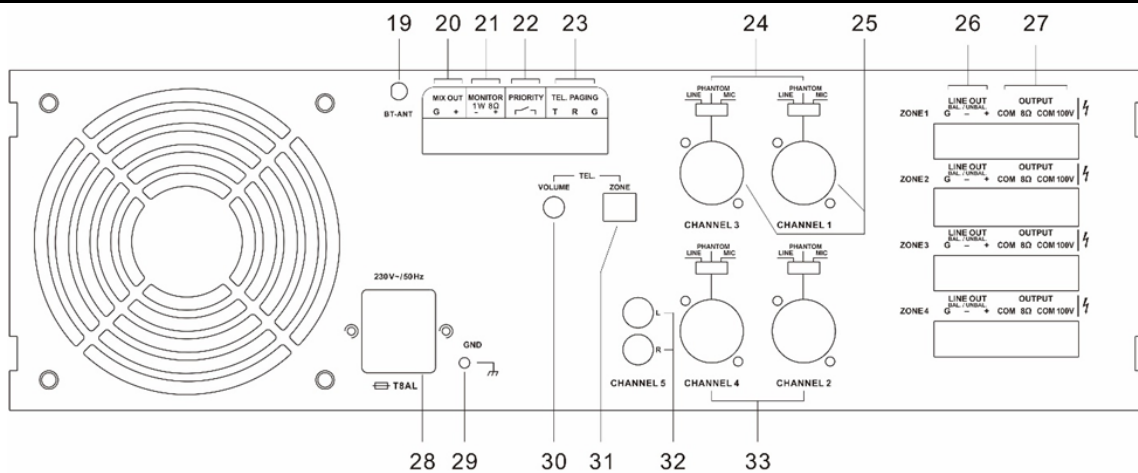 19 20 21 22 23 24 25 26 27
BT-ANT
MIX OUT
G +
MONITOR
1W 8Ω
- +
PRIORITY
TEL. PAGING
T R G
TEL.
VOLUME
ZONE
PHANTOM
LINE MIC
CHANNEL 3
PHANTOM
LINE MIC
CHANNEL 1
PHANTOM
LINE MIC
CHANNEL 4
PHANTOM
LINE MIC
CHANNEL 2
L
R
CHANNEL 5
230V~/50Hz
T8AL
GND
ZONE1
LINE OUT
BAL. / UNBAL.
G - +
OUTPUT
COM 8Ω COM 100V
ZONE2
LINE OUT
BAL. / UNBAL.
G - +
OUTPUT
COM 8Ω COM 100V
ZONE3
LINE OUT
BAL. / UNBAL.
G - +
OUTPUT
COM 8Ω COM 100V
ZONE4
LINE OUT
BAL. / UNBAL.
G - +
OUTPUT
COM 8Ω COM 100V
28 29 30 31 32 33